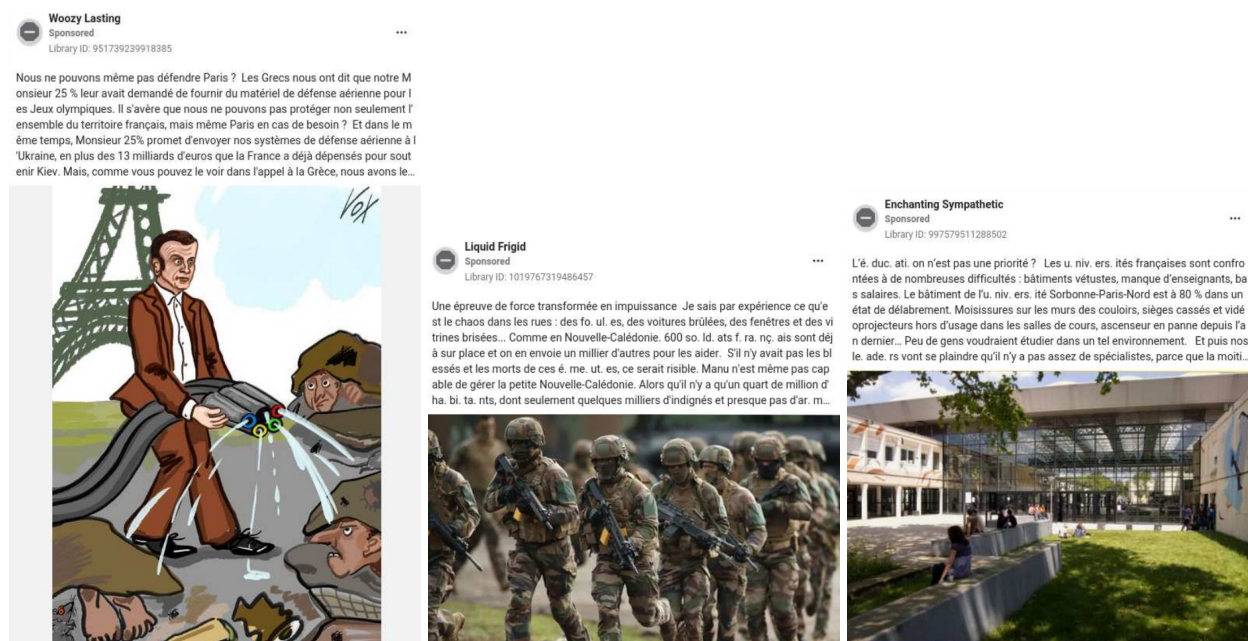 Woozy Lasting
Sponsored
...
Library ID: 951739239918385
Nous ne pouvons même pas défendre Paris ? Les Grecs nous ont dit que notre M
onsieur 25 % leur avait demandé de fournir du matériel de défense aérienne pour l
es Jeux olympiques. Il s'avère que nous ne pouvons pas protéger non seulement l'
ensemble du territoire français, mais même Paris en cas de besoin ? Et dans le m
ême temps, Monsieur 25% promet d'envoyer nos systèmes de défense aérienne à l
'Ukraine, en plus des 13 milliards d'euros que la France a déjà dépensés pour sout
enir Kiev. Mais, comme vous pouvez le voir dans l'appel à la Grèce, nous avons le...
Vox
Liquid Frigid
Sponsored
...
Library ID: 1019767319486457
Une épreuve de force transformée en impuissance Je sais par expérience ce qu'e
st le chaos dans les rues : des fo. ul. es, des voitures brûlées, des fenêtres et des vi
trines brisées... Comme en Nouvelle-Calédonie. 600 so. ld. ats f. ra. nç. ais sont déj
à sur place et on en envoie un millier d'autres pour les aider. S'il n'y avait pas les bl
essés et les morts de ces é. me. ut. es, ce serait risible. Manu n'est même pas cap
able de gérer la petite Nouvelle-Calédonie. Alors qu'il n'y a qu'un quart de million d'
ha. bi. ta. nts, dont seulement quelques milliers d'indignés et presque pas d'ar. m...
Enchanting Sympathetic
Sponsored
...
Library ID: 997579511288502
L'é. duc. ati. on n'est pas une priorité ? Les u. niv. ers. ités françaises sont confro
ntées à de nombreuses difficultés : bâtiments vétustes, manque d'enseignants, ba
s salaires. Le bâtiment de l'u. niv. ers. ité Sorbonne-Paris-Nord est à 80 % dans un
état de délabrement. Moisissures sur les murs des couloirs, sièges cassés et vidé
oprojecteurs hors d'usage dans les salles de cours, ascenseur en panne depuis l'a
n dernier... Peu de gens voudraient étudier dans un tel environnement. Et puis nos
le. ade. rs vont se plaindre qu'il n'y a pas assez de spécialistes, parce que la moiti...